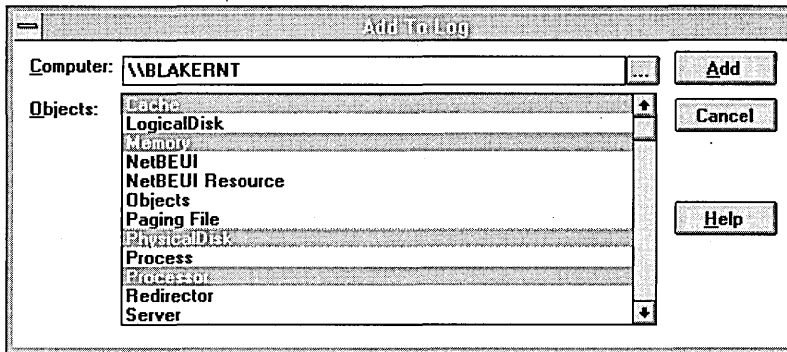 Add To Log
Computer: \\BLAKERNT ... Add
Objects: Cache Cancel
LogicalDisk
Memory
NetBEUI
NetBEUI Resource
Objects
Paging File Help
PhysicalDisk
Process
Processor
Redirector
Server